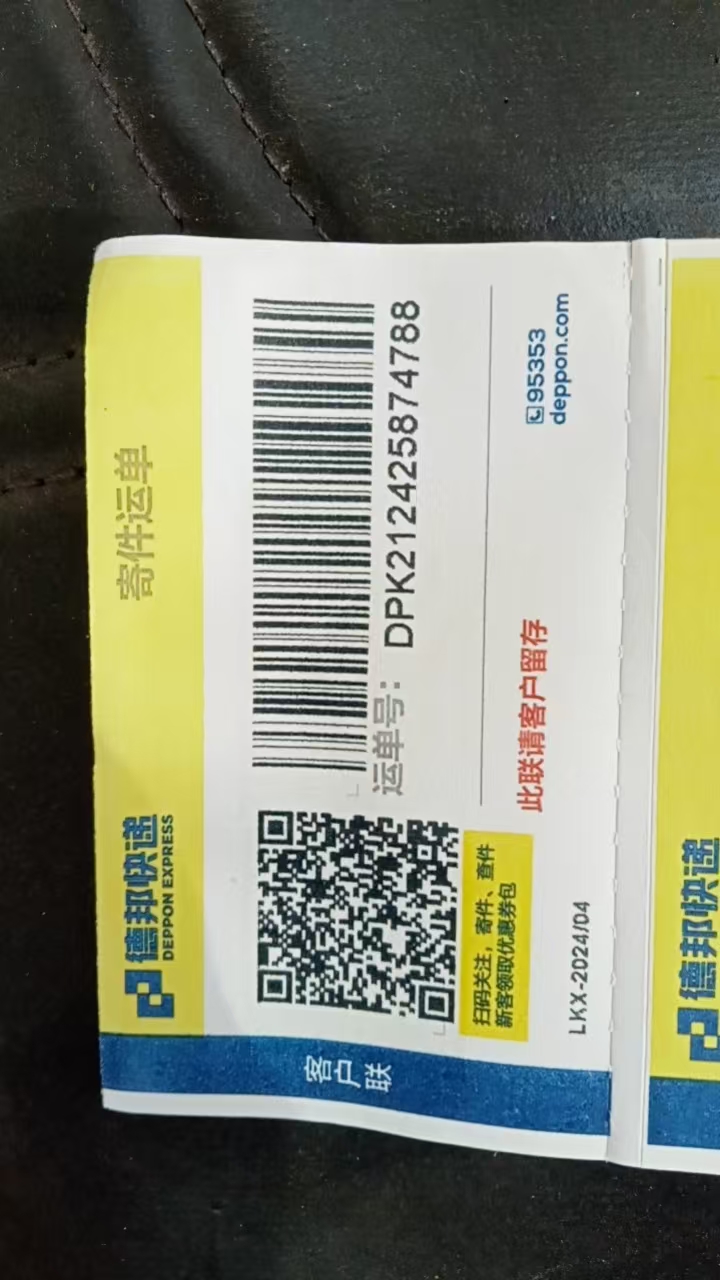 德邦快递
DEPPON EXPRESS
寄件运单
客户联
运单号：DPK212425874788
扫码关注，寄件、查件
新客领取优惠券包
此联请客户留存
95353
deppon.com
LKX-2024/04
德邦快递